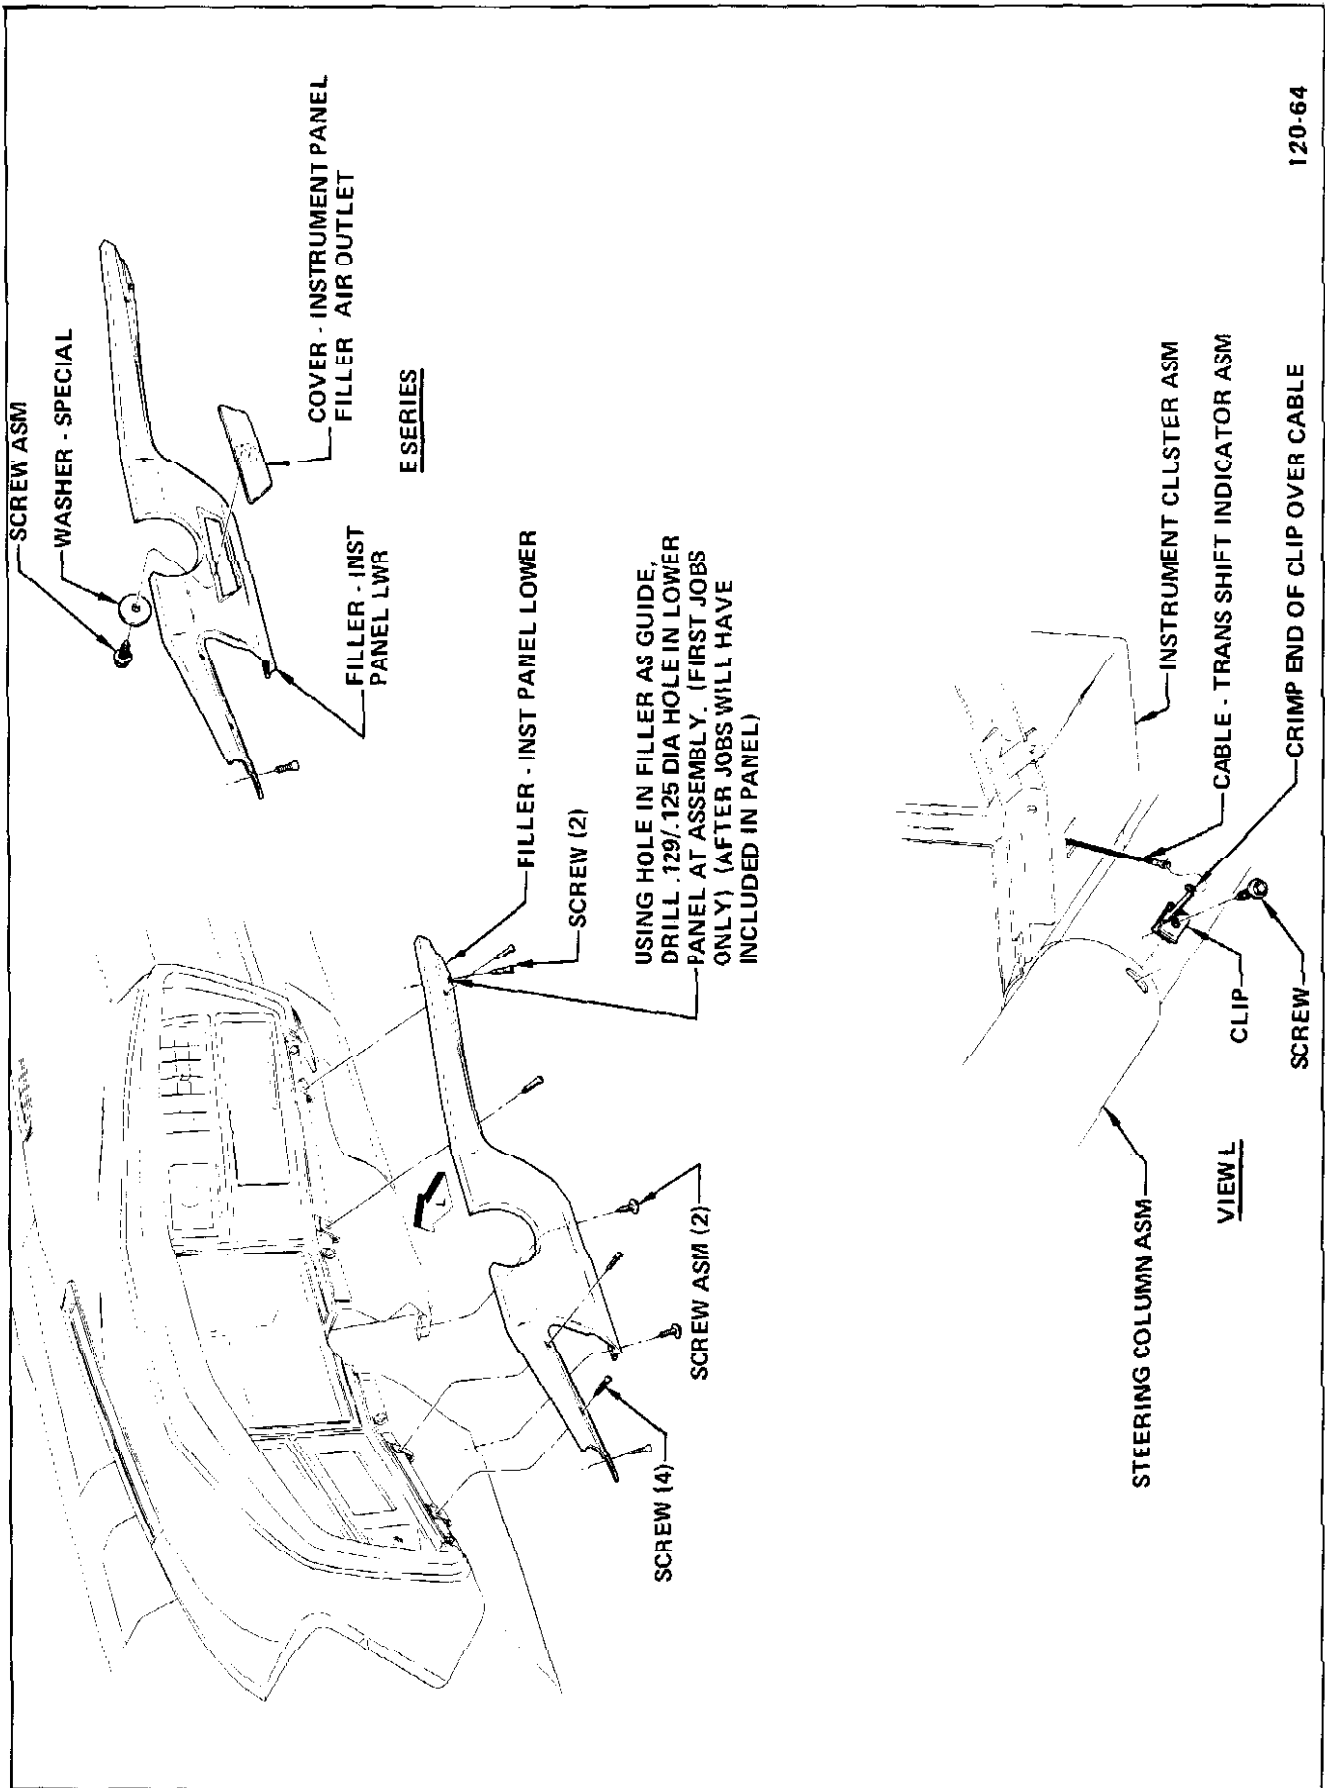 SCREW ASM
WASHER - SPECIAL
COVER - INSTRUMENT PANEL
FILLER AIR OUTLET
E SERIES
FILLER - INST
PANEL LWR
FILLER - INST PANEL LOWER
SCREW (2)
USING HOLE IN FILLER AS GUIDE,
DRILL .129/.125 DIA HOLE IN LOWER
PANEL AT ASSEMBLY. (FIRST JOBS
ONLY) (AFTER JOBS WILL HAVE
INCLUDED IN PANEL)
L
SCREW ASM (2)
SCREW (4)
INSTRUMENT CLUSTER ASM
CABLE - TRANS SHIFT INDICATOR ASM
CRIMP END OF CLIP OVER CABLE
CLIP
SCREW
STEERING COLUMN ASM
VIEW L
120-64